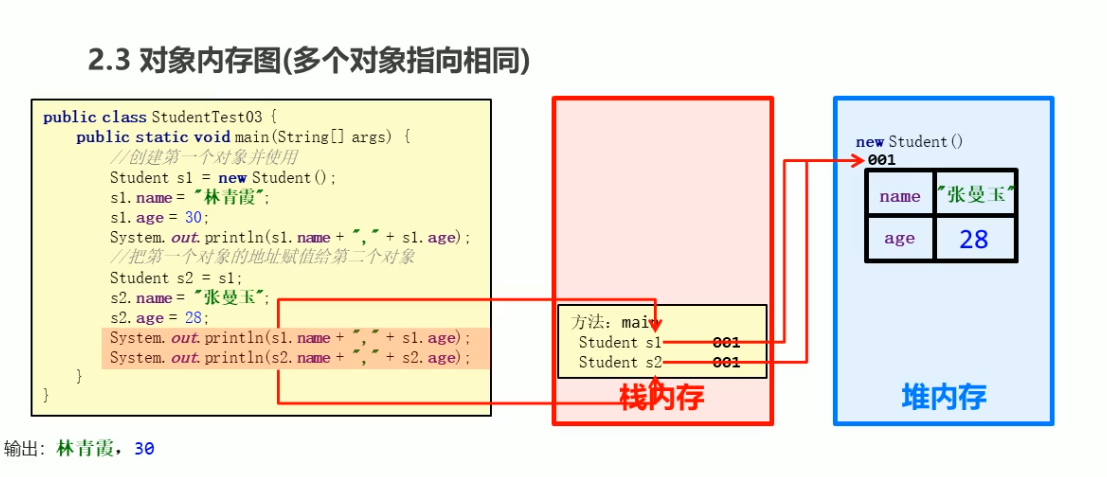 2.3 对象内存图(多个对象指向相同)
public class StudentTest03 {
public static void main(String[] args) {
//创建第一个对象并使用
Student s1 = new Student();
s1.name = "林青霞";
s1.age = 30;
System.out.println(s1.name + "," + s1.age);
//把第一个对象的地址赋值给第二个对象
Student s2 = s1;
s2.name = "张曼玉";
s2.age = 28;
System.out.println(s1.name + "," + s1.age);
System.out.println(s2.name + "," + s2.age);
}
}
方法: main
Student s1 001
Student s2 001
栈内存
new Student()
001
name "张曼玉"
age 28
堆内存
输出: 林青霞，30